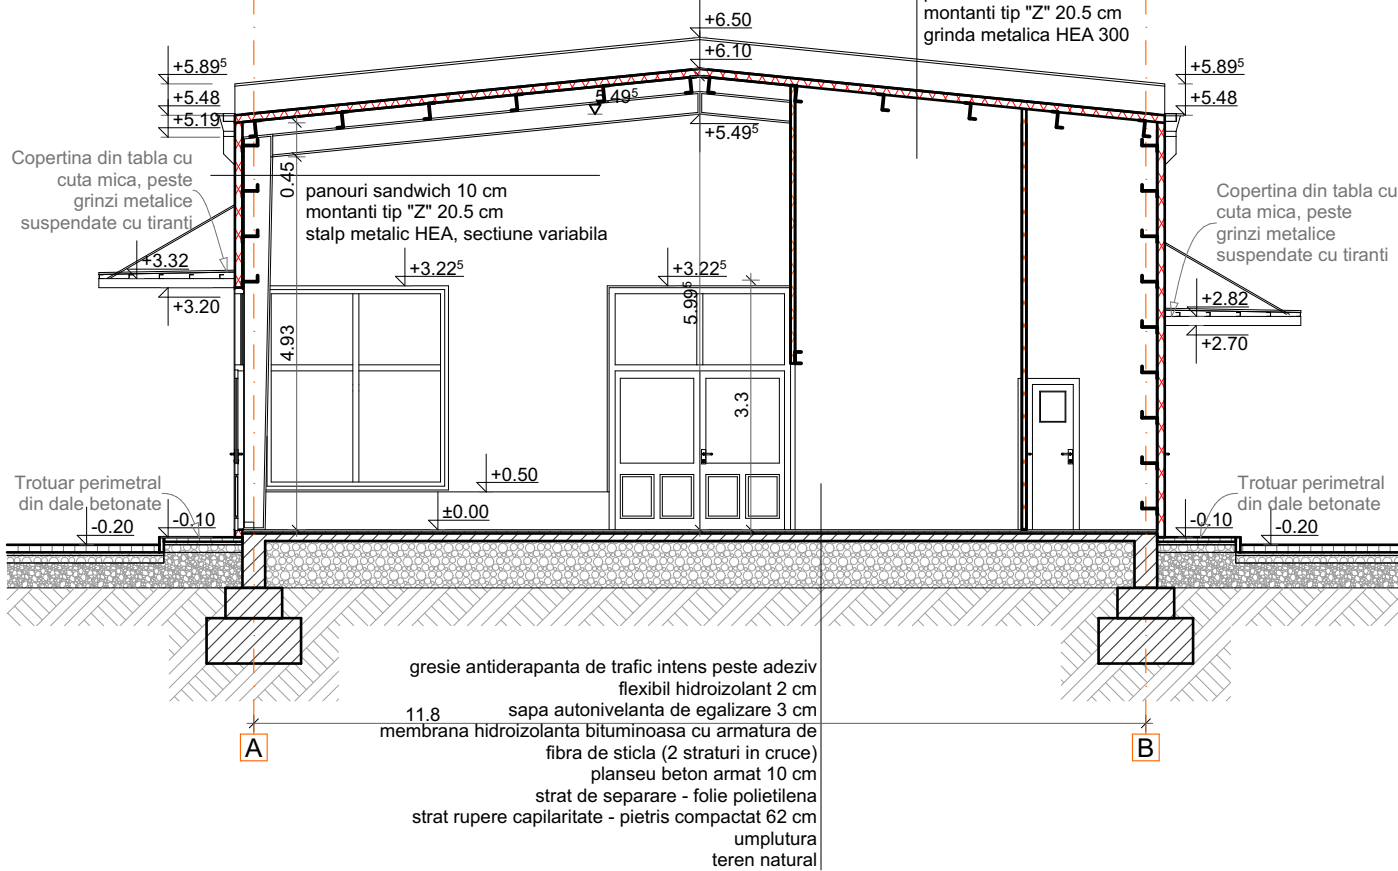 montanti tip "Z" 20.5 cm
grinda metalica HEA 300
+6.50
+6.10
+5.89⁵
+5.48
+5.19
+5.89⁵
+5.48
5.49⁵
+5.49⁵
Copertina din tabla cu
cuta mica, peste
grinzi metalice
suspendate cu tiranti
0.45
panouri sandwich 10 cm
montanti tip "Z" 20.5 cm
stalp metalic HEA, sectiune variabila
Copertina din tabla cu
cuta mica, peste
grinzi metalice
suspendate cu tiranti
+3.32
+3.20
+3.22⁵
+3.22⁵
5.99⁵
4.93
3.3
+2.82
+2.70
+0.50
±0.00
Trotuar perimetral
din dale betonate
-0.20
-0.10
Trotuar perimetral
din dale betonate
-0.10
-0.20
gresie antiderapanta de trafic intens peste adeziv
flexibil hidroizolant 2 cm
sapa autonivelanta de egalizare 3 cm
membrana hidroizolanta bituminoasa cu armatura de
fibra de sticla (2 straturi in cruce)
planseu beton armat 10 cm
strat de separare - folie polietilena
strat rupere capilaritate - pietris compactat 62 cm
umplutura
teren natural
11.8
A
B